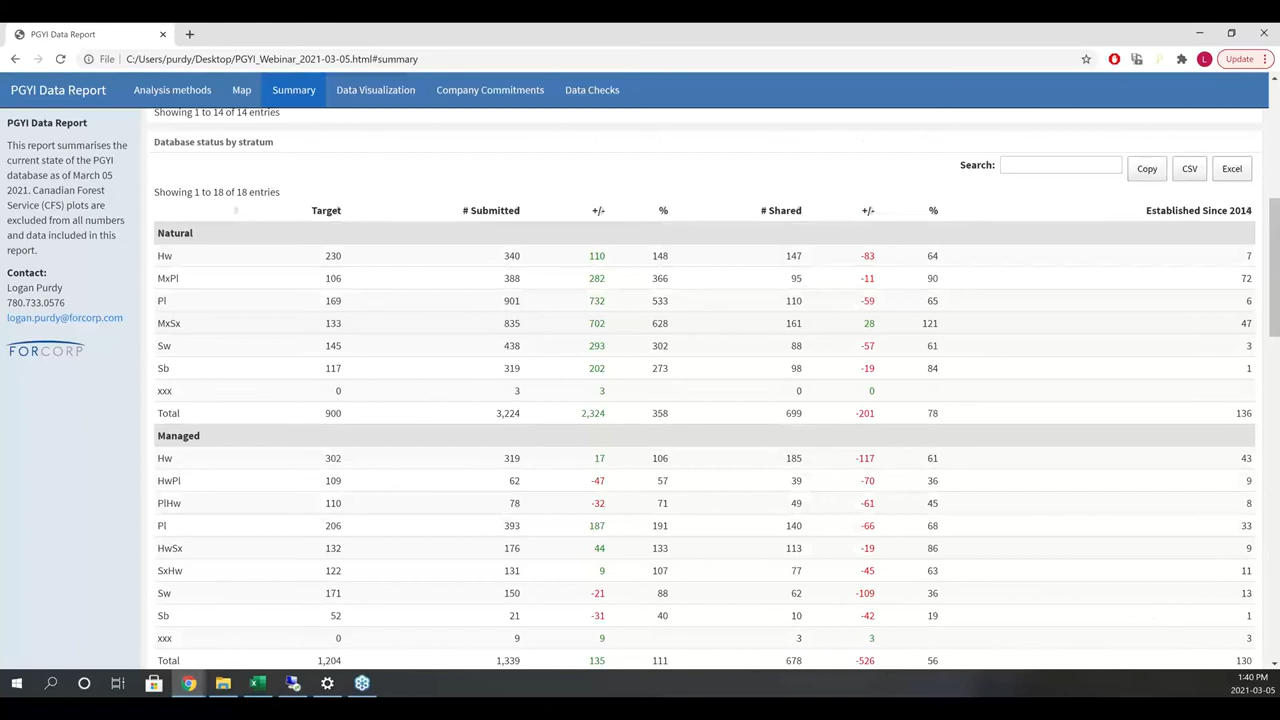 PGYI Data Report
File C:/Users/purdy/Desktop/PGYI_Webinar_2021-03-05.html#summary Update
PGYI Data Report Analysis methods Map Summary Data Visualization Company Commitments Data Checks
PGYI Data Report
This report summarises the
current state of the PGYI
database as of March 05
2021. Canadian Forest
Service (CFS) plots are
excluded from all numbers
and data included in this
report.
Contact:
Logan Purdy
780.733.0576
logan.purdy@forcorp.com
FORCORP
Showing 1 to 14 of 14 entries
Database status by stratum
Search: Copy CSV Excel
Showing 1 to 18 of 18 entries
Target # Submitted +/- % # Shared +/- % Established Since 2014
Natural
Hw 230 340 110 148 147 -83 64 7
MxPl 106 388 282 366 95 -11 90 72
Pl 169 901 732 533 110 -59 65 6
MxSx 133 835 702 628 161 28 121 47
Sw 145 438 293 302 88 -57 61 3
Sb 117 319 202 273 98 -19 84 1
xxx 0 3 3 0 0
Total 900 3,224 2,324 358 699 -201 78 136
Managed
Hw 302 319 17 106 185 -117 61 43
HwPl 109 62 -47 57 39 -70 36 9
PlHw 110 78 -32 71 49 -61 45 8
Pl 206 393 187 191 140 -66 68 33
HwSx 132 176 44 133 113 -19 86 9
SxHw 122 131 9 107 77 -45 63 11
Sw 171 150 -21 88 62 -109 36 13
Sb 52 21 -31 40 10 -42 19 1
xxx 0 9 9 3 3 3
Total 1,204 1,339 135 111 678 -526 56 130
1:40 PM
2021-03-05